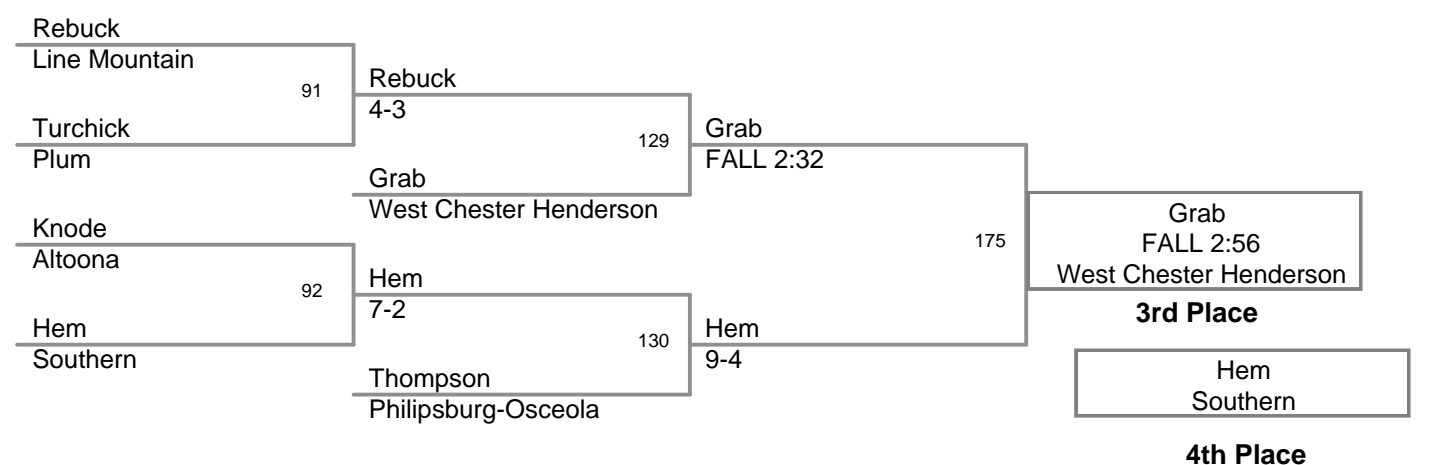 Rebuck
Line Mountain
91
Turchick
Plum
Knode
Altoona
92
Hem
Southern
Rebuck
4-3
129
Grab
West Chester Henderson
Hem
7-2
130
Thompson
Philipsburg-Osceola
Grab
FALL 2:32
175
Hem
9-4
Grab
FALL 2:56
West Chester Henderson
3rd Place
Hem
Southern
4th Place